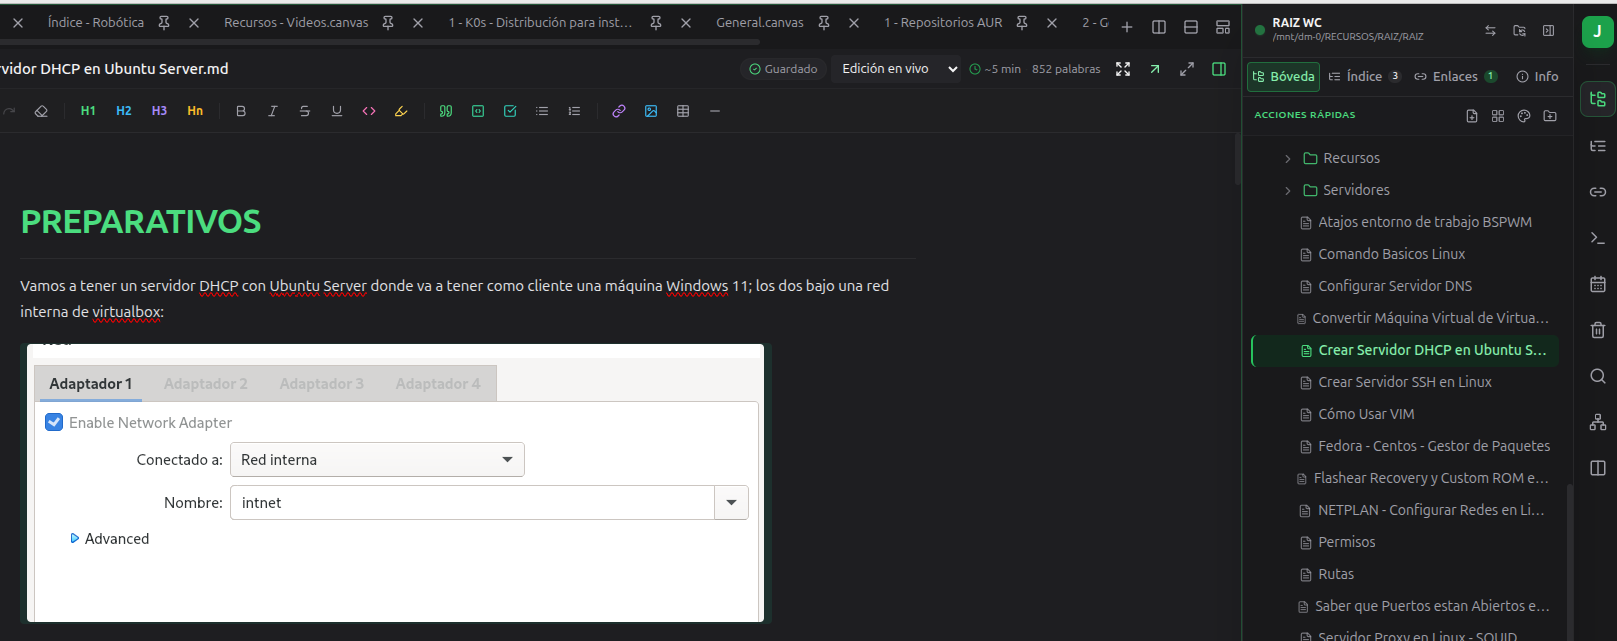 Índice - Robótica
Recursos - Videos.canvas
1 - K0s - Distribución para inst...
General.canvas
1 - Repositorios AUR
2 - G
RAIZ WC
/mnt/dm-0/RECURSOS/RAIZ/RAIZ
J
vidor DHCP en Ubuntu Server.md
Guardado
Edición en vivo
~5 min
852 palabras
Bóveda
Índice 3
Enlaces 1
Info
H1 H2 H3 Hn
ACCIONES RÁPIDAS
Recursos
Servidores
Atajos entorno de trabajo BSPWM
Comando Basicos Linux
Configurar Servidor DNS
Convertir Máquina Virtual de Virtua...
Crear Servidor DHCP en Ubuntu S...
Crear Servidor SSH en Linux
Cómo Usar VIM
Fedora - Centos - Gestor de Paquetes
Flashear Recovery y Custom ROM e...
NETPLAN - Configurar Redes en Li...
Permisos
Rutas
Saber que Puertos estan Abiertos e...
Servidor Proxy en Linux - SQUID
PREPARATIVOS
Vamos a tener un servidor DHCP con Ubuntu Server donde va a tener como cliente una máquina Windows 11; los dos bajo una red
interna de virtualbox:
Adaptador 1
Adaptador 2
Adaptador 3
Adaptador 4
Enable Network Adapter
Conectado a: Red interna
Nombre: intnet
Advanced